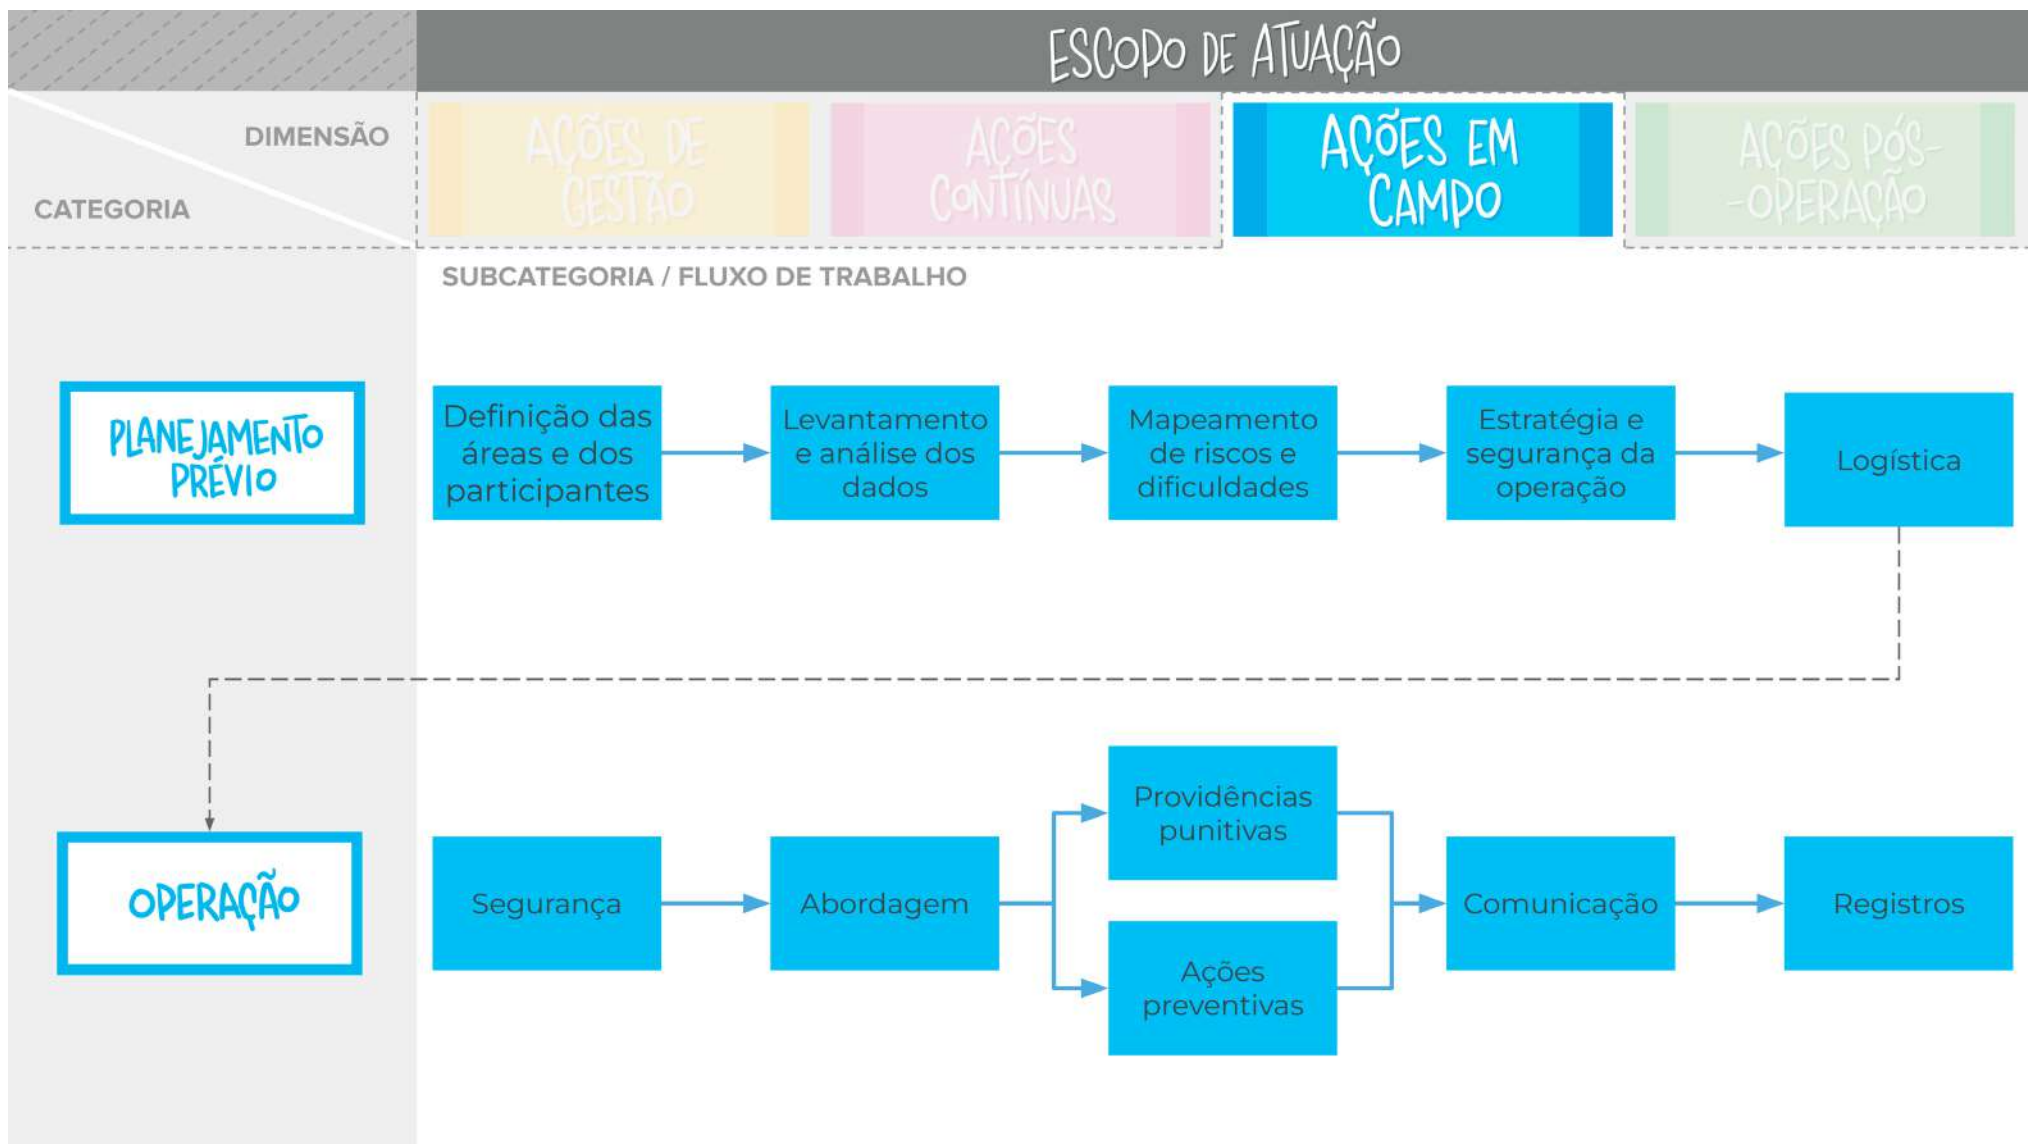 ESCOPO DE ATUAÇÃO
DIMENSÃO
CATEGORIA
AÇÕES DE
GESTÃO
AÇÕES
CONTÍNUAS
AÇÕES EM
CAMPO
AÇÕES PÓS-
-OPERAÇÃO
SUBCATEGORIA / FLUXO DE TRABALHO
PLANEJAMENTO
PRÉVIO
Definição das
áreas e dos
participantes
Levantamento
e análise dos
dados
Mapeamento
de riscos e
dificuldades
Estratégia e
segurança da
operação
Logística
OPERAÇÃO
Segurança
Abordagem
Providências
punitivas
Ações
preventivas
Comunicação
Registros